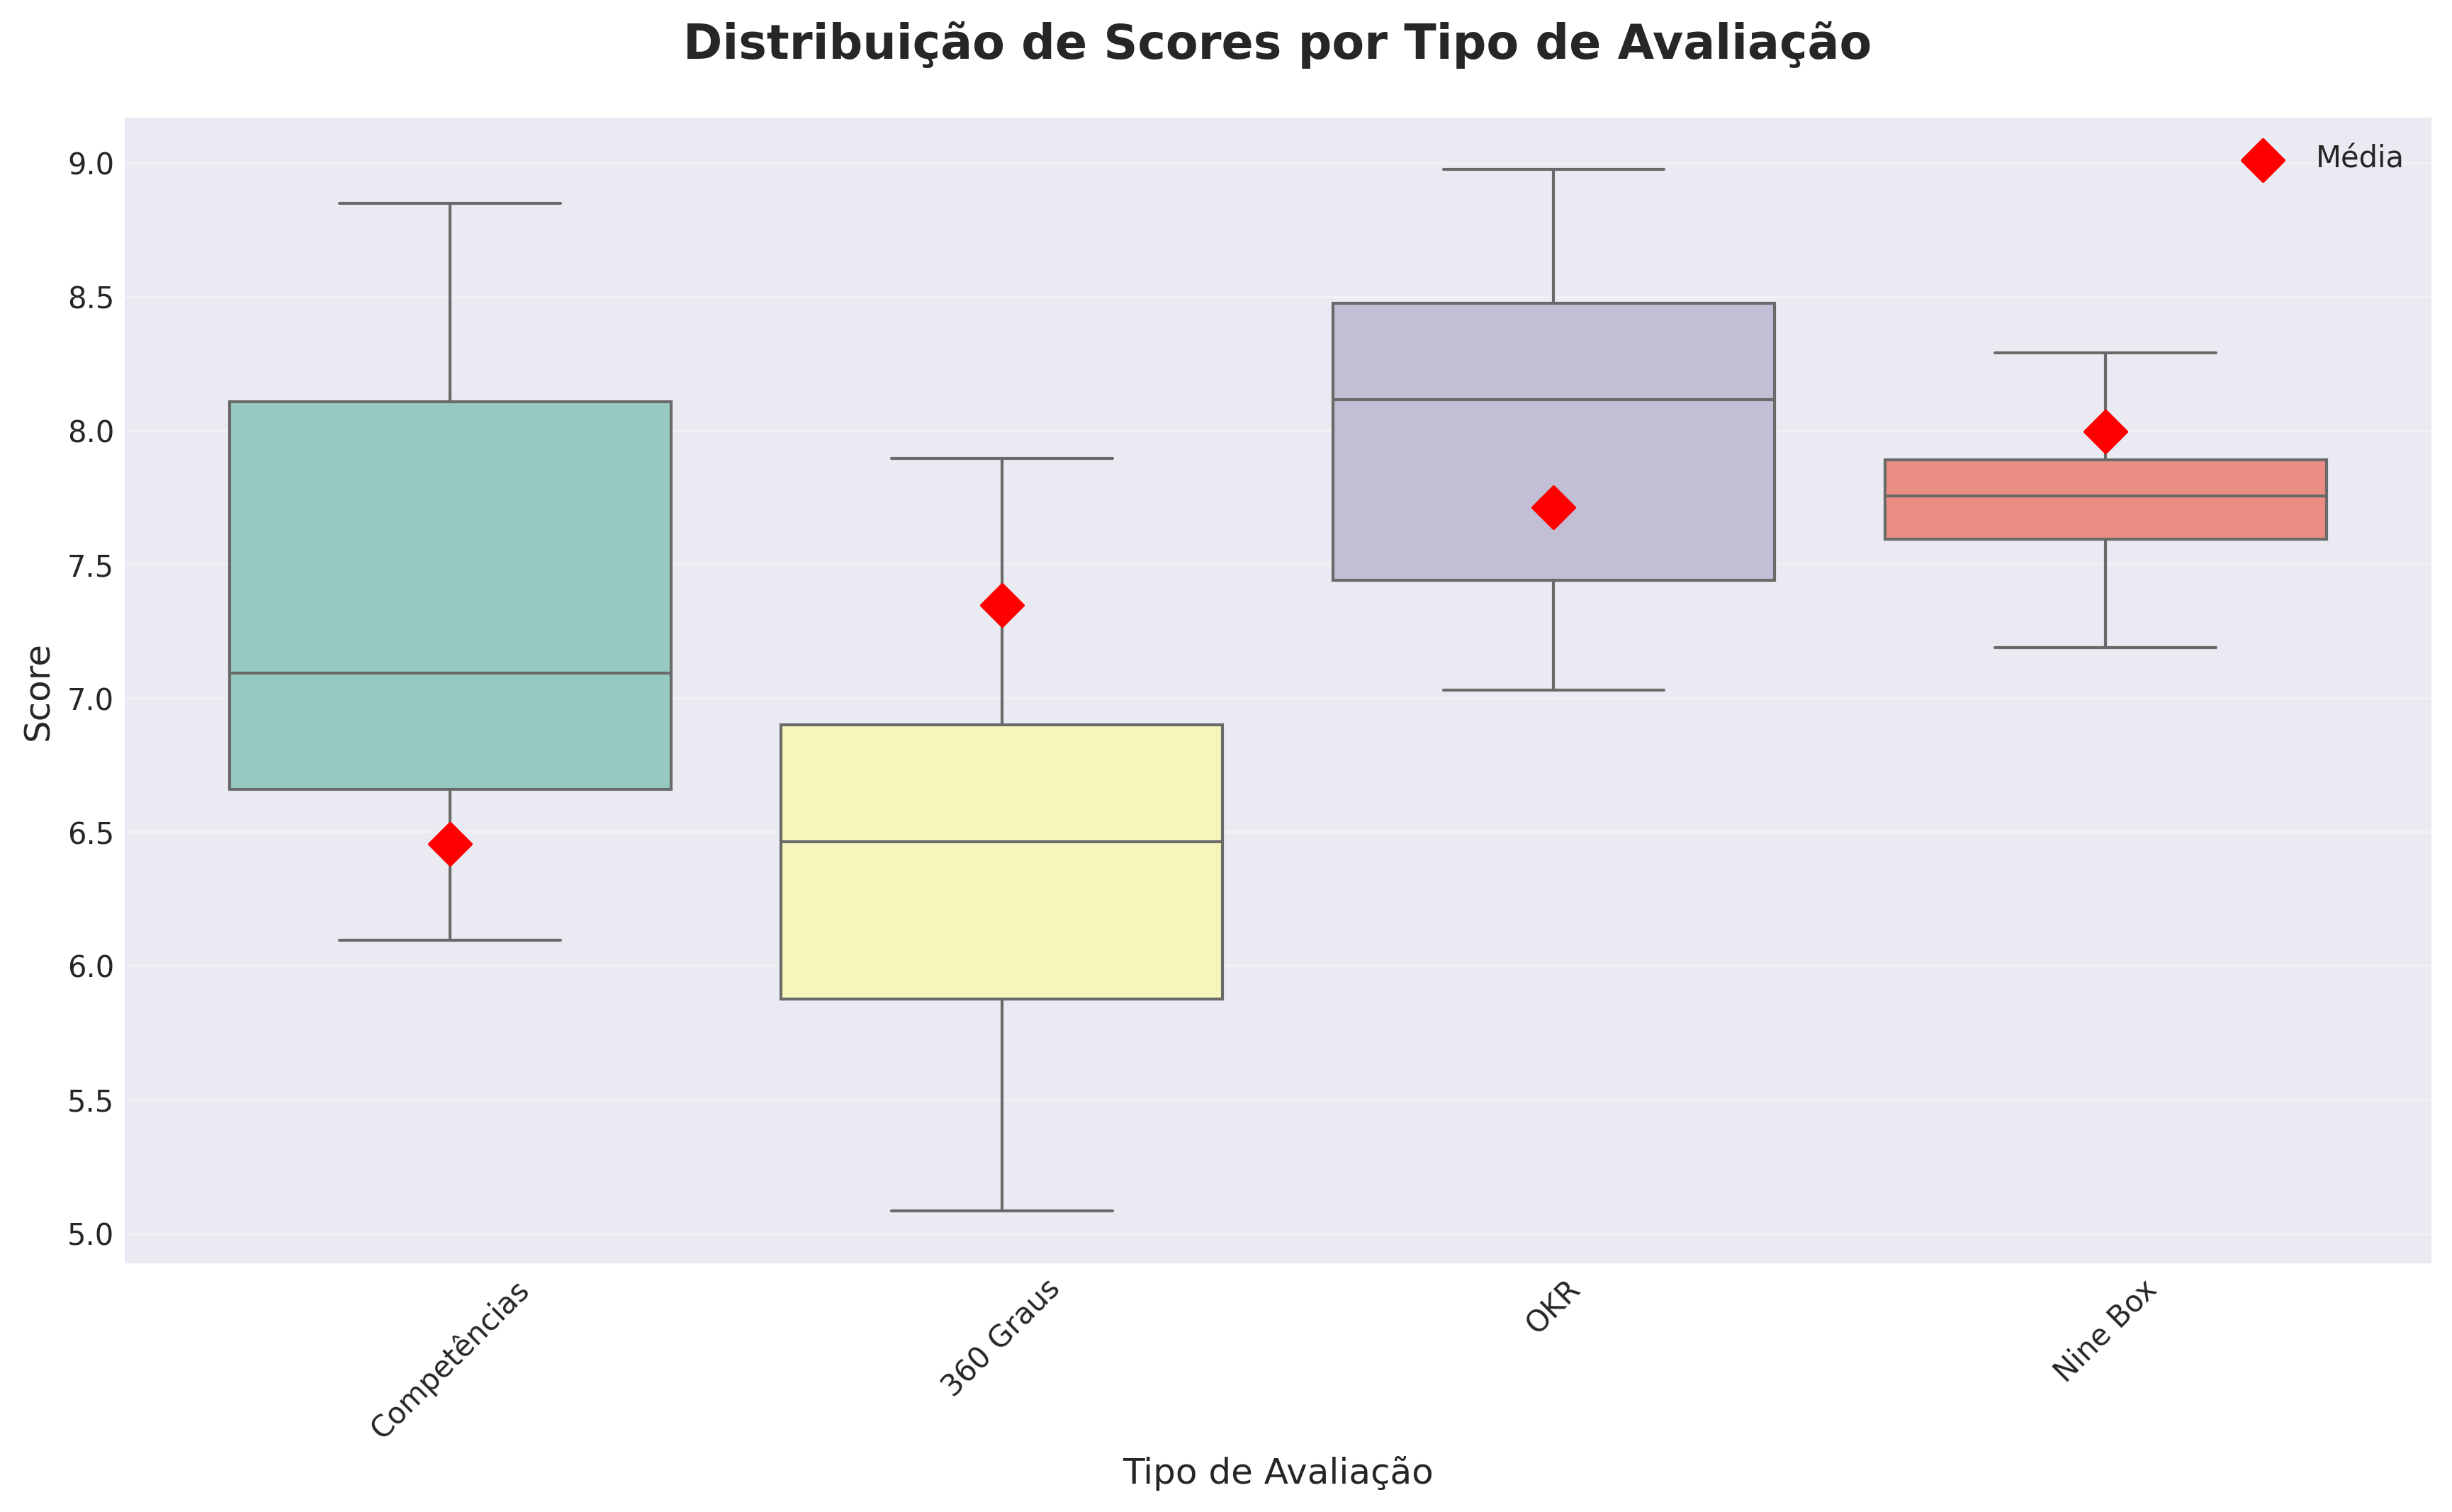 Distribuição de Scores por Tipo de Avaliação
Média
9.0
8.5
8.0
7.5
7.0
6.5
6.0
5.5
5.0
Score
Competências
360 Graus
OKR
Nine Box
Tipo de Avaliação